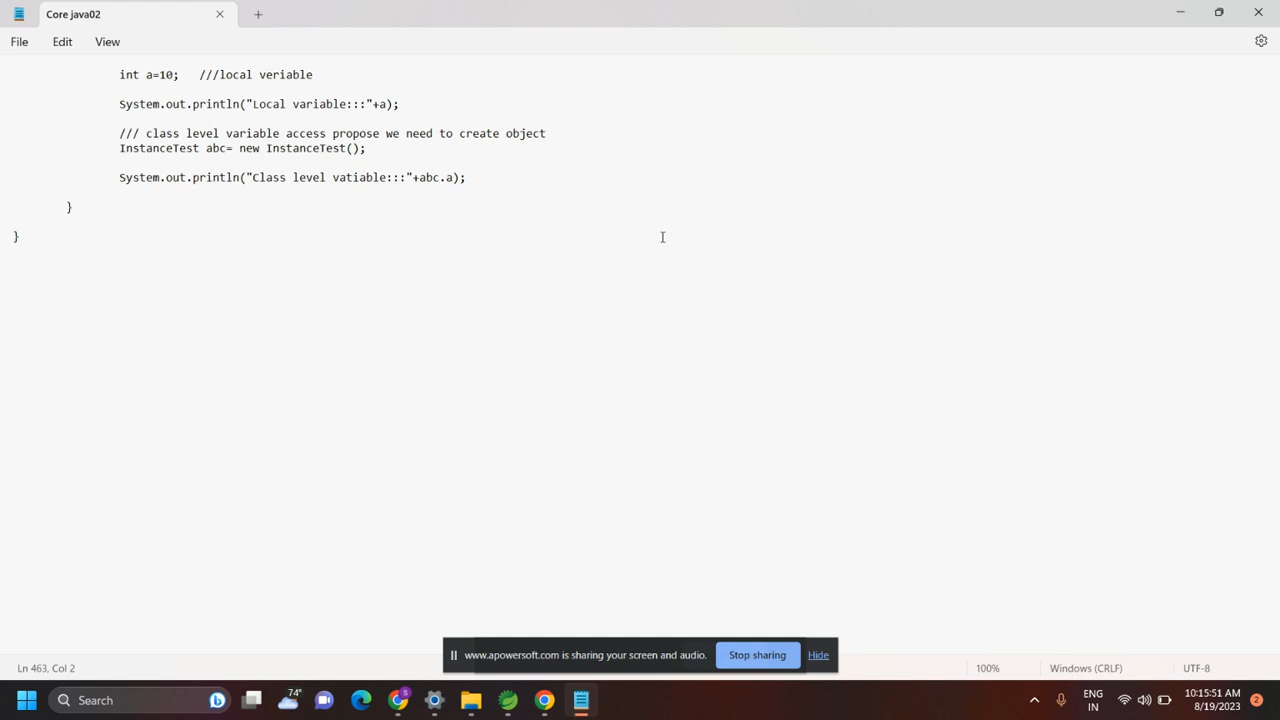 Core java02
File Edit View
int a=10; ///local veriable
System.out.println("Local variable:::"+a);
/// class level variable access propose we need to create object
InstanceTest abc= new InstanceTest();
System.out.println("Class level vatiable:::"+abc.a);
}
}
www.apowersoft.com is sharing your screen and audio. Stop sharing Hide
Ln 463, Col 2 100% Windows (CRLF) UTF-8
Search 74° ENG 10:15:51 AM
IN 8/19/2023 2